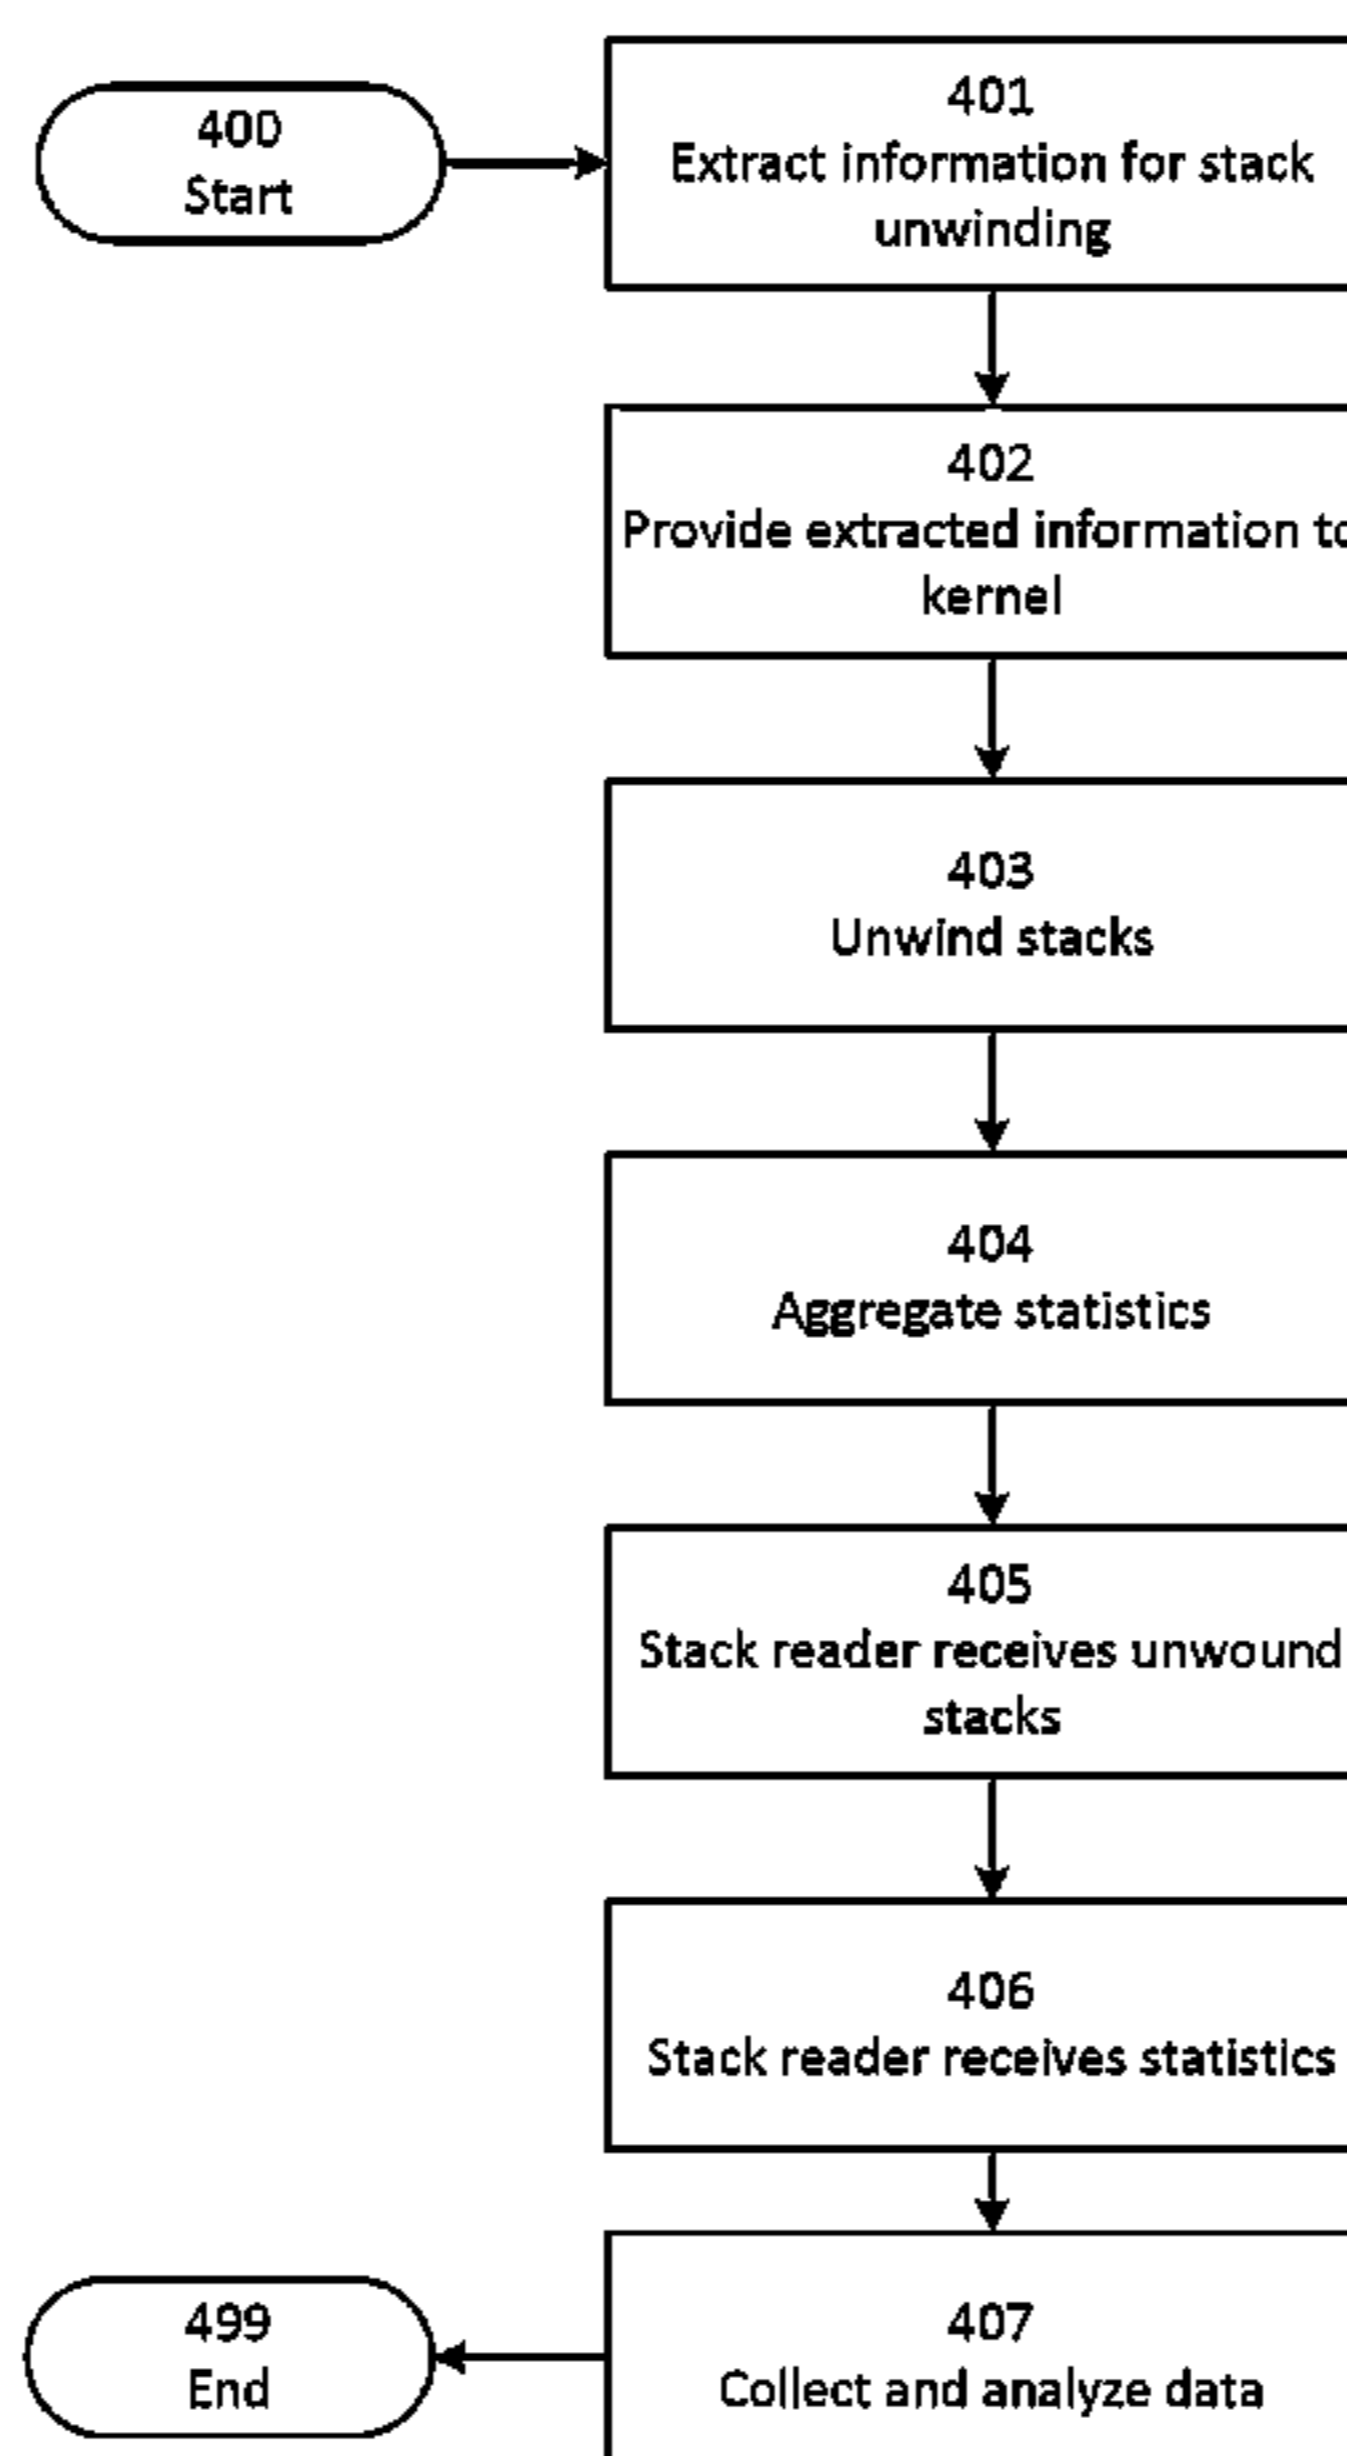 400
Start
401
Extract information for stack
unwinding
402
Provide extracted information to
kernel
403
Unwind stacks
404
Aggregate statistics
405
Stack reader receives unwound
stacks
406
Stack reader receives statistics
407
Collect and analyze data
499
End